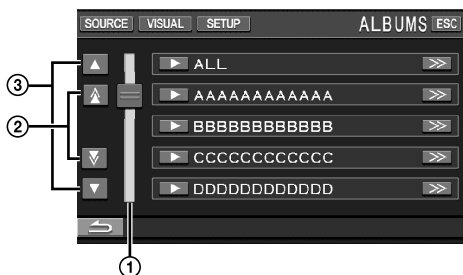 SOURCE VISUAL SETUP ALBUMS ESC
ALL
③ AAAAAAAAAAAA
② BBBBBBBBBBBB
CCCCCCCCCCCC
DDDDDDDDDDDD
①